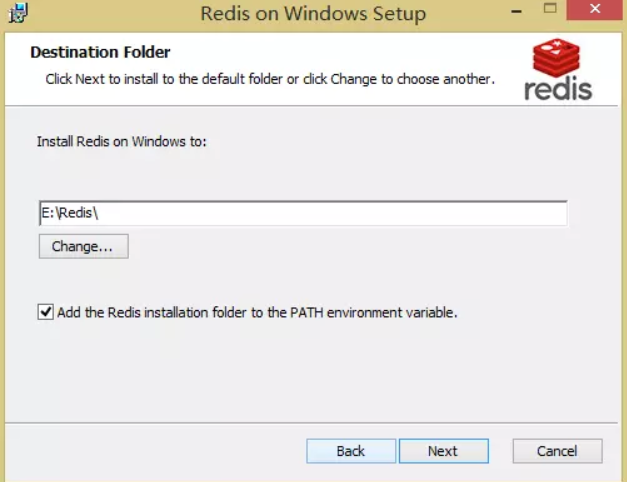 Redis on Windows Setup
Destination Folder
Click Next to install to the default folder or click Change to choose another.
redis
Install Redis on Windows to:
E:\Redis\
Change...
Add the Redis installation folder to the PATH environment variable.
Back Next Cancel